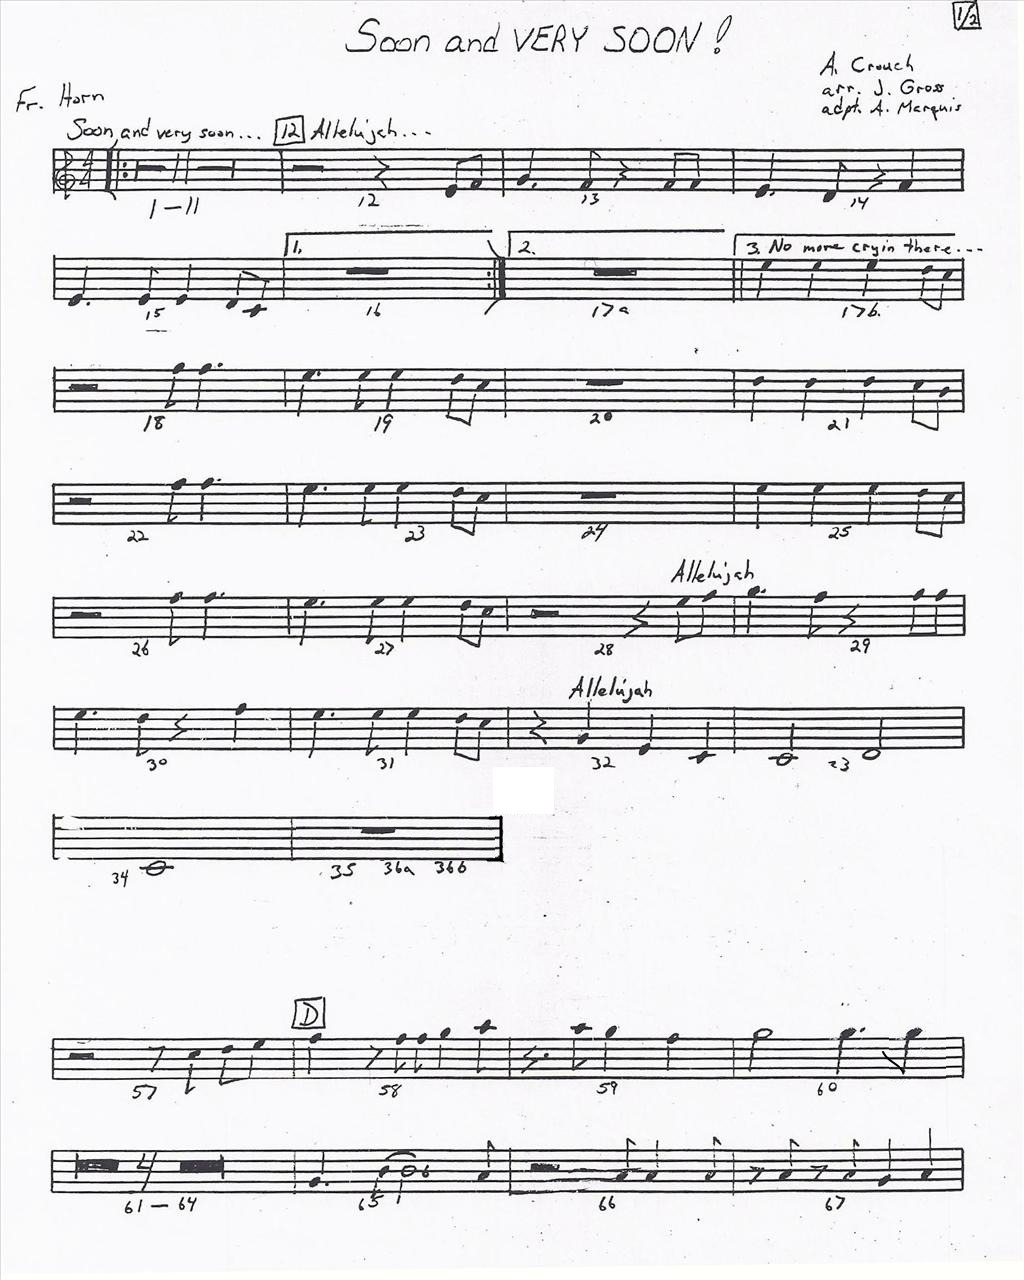 1/2
Soon and VERY SOON!
A. Crouch
arr. J. Gross
adpt. A. Marquis
Fr. Horn
Soon and very soon... 12 Allelujah...
4/4 11
1-11 12 13 14
1. 2. 3. No more cryin there...
15 16 17a 17b.
18 19 20 21
22 23 24 25
Allelujah
26 27 28 29
Allelujah
30 31 32 33
34 35 36a 36b
D
57 58 59 60
4
61-64 65 66 67